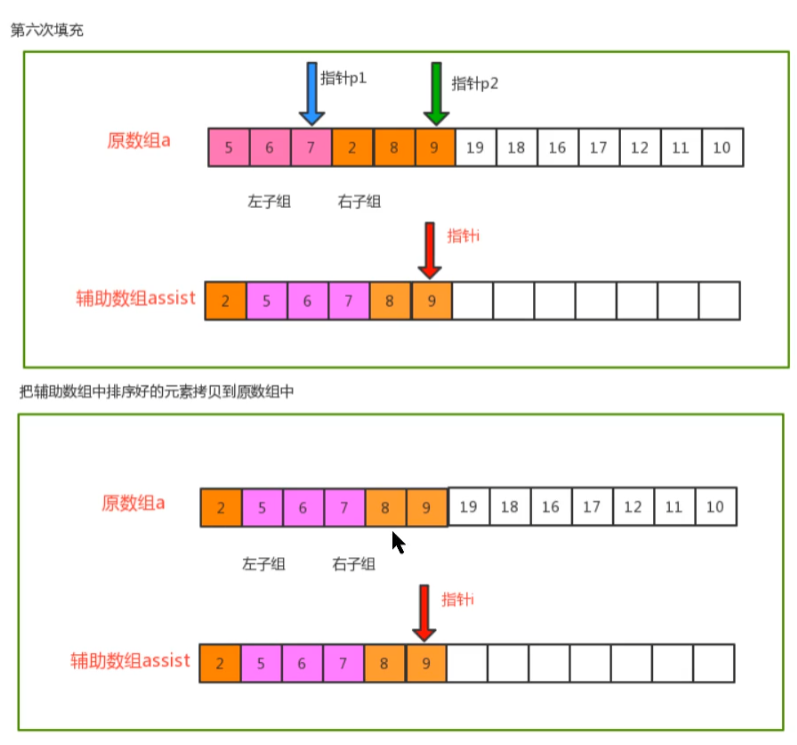 第六次填充
指针p1
指针p2
原数组a
5 6 7 2 8 9 19 18 16 17 12 11 10
左子组 右子组
指针i
辅助数组assist
2 5 6 7 8 9
把辅助数组中排序好的元素拷贝到原数组中
原数组a
2 5 6 7 8 9 19 18 16 17 12 11 10
左子组 右子组
指针i
辅助数组assist
2 5 6 7 8 9